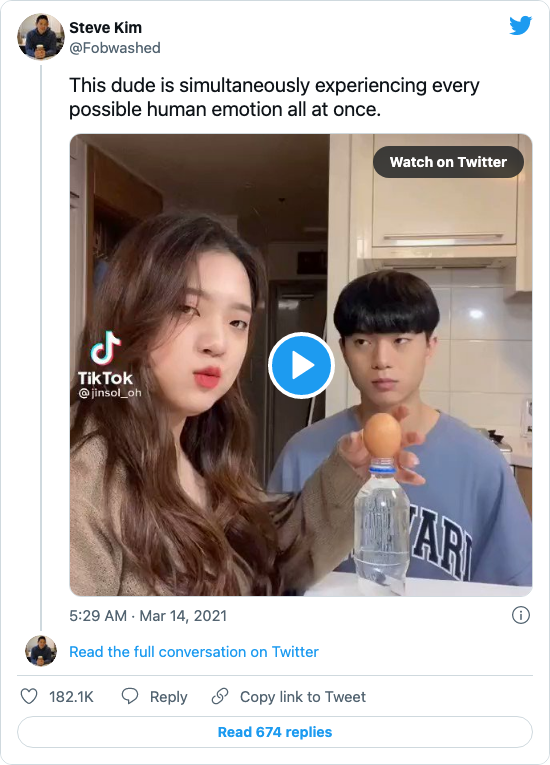 Steve Kim
@Fobwashed
This dude is simultaneously experiencing every
possible human emotion all at once.
Watch on Twitter
TikTok
@jinsol_oh
VARI
5:29 AM · Mar 14, 2021
Read the full conversation on Twitter
182.1K Reply Copy link to Tweet
Read 674 replies